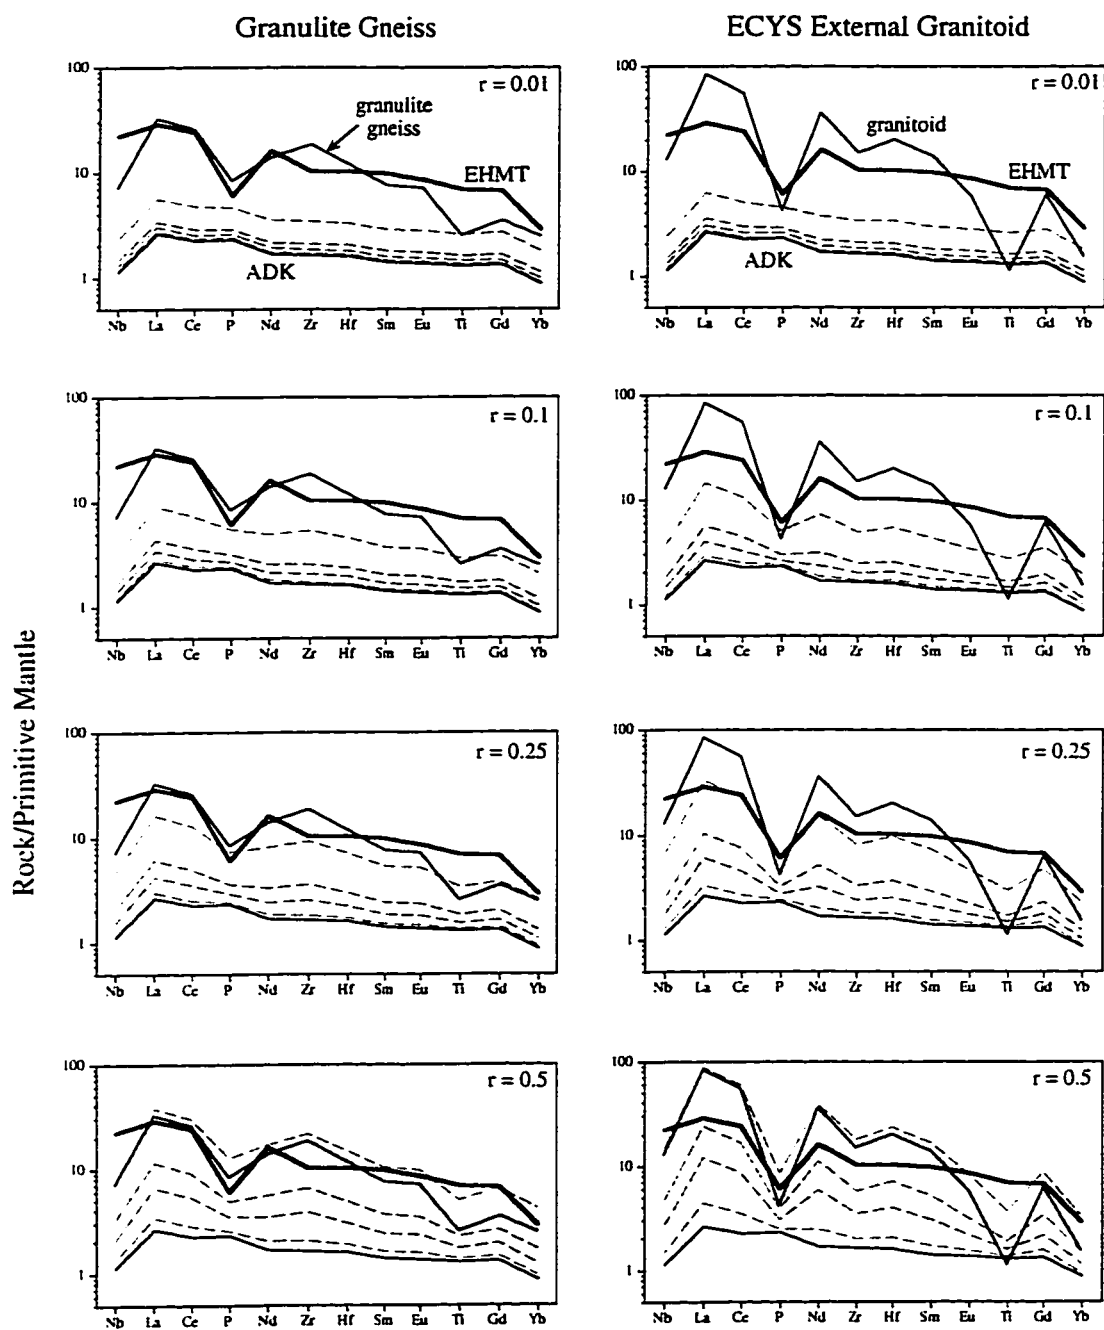 Granulite Gneiss
ECYS External Granitoid
Rock/Primitive Mantle
100
10
1
r = 0.01
granulite
gneiss
EHMT
ADK
Nb La Ce P Nd Zr Hf Sm Eu Ti Gd Yb
100
10
1
r = 0.01
granitoid
EHMT
ADK
Nb La Ce P Nd Zr Hf Sm Eu Ti Gd Yb
100
10
1
r = 0.1
Nb La Ce P Nd Zr Hf Sm Eu Ti Gd Yb
100
10
1
r = 0.1
Nb La Ce P Nd Zr Hf Sm Eu Ti Gd Yb
100
10
1
r = 0.25
Nb La Ce P Nd Zr Hf Sm Eu Ti Gd Yb
100
10
1
r = 0.25
Nb La Ce P Nd Zr Hf Sm Eu Ti Gd Yb
100
10
1
r = 0.5
Nb La Ce P Nd Zr Hf Sm Eu Ti Gd Yb
100
10
1
r = 0.5
Nb La Ce P Nd Zr Hf Sm Eu Ti Gd Yb